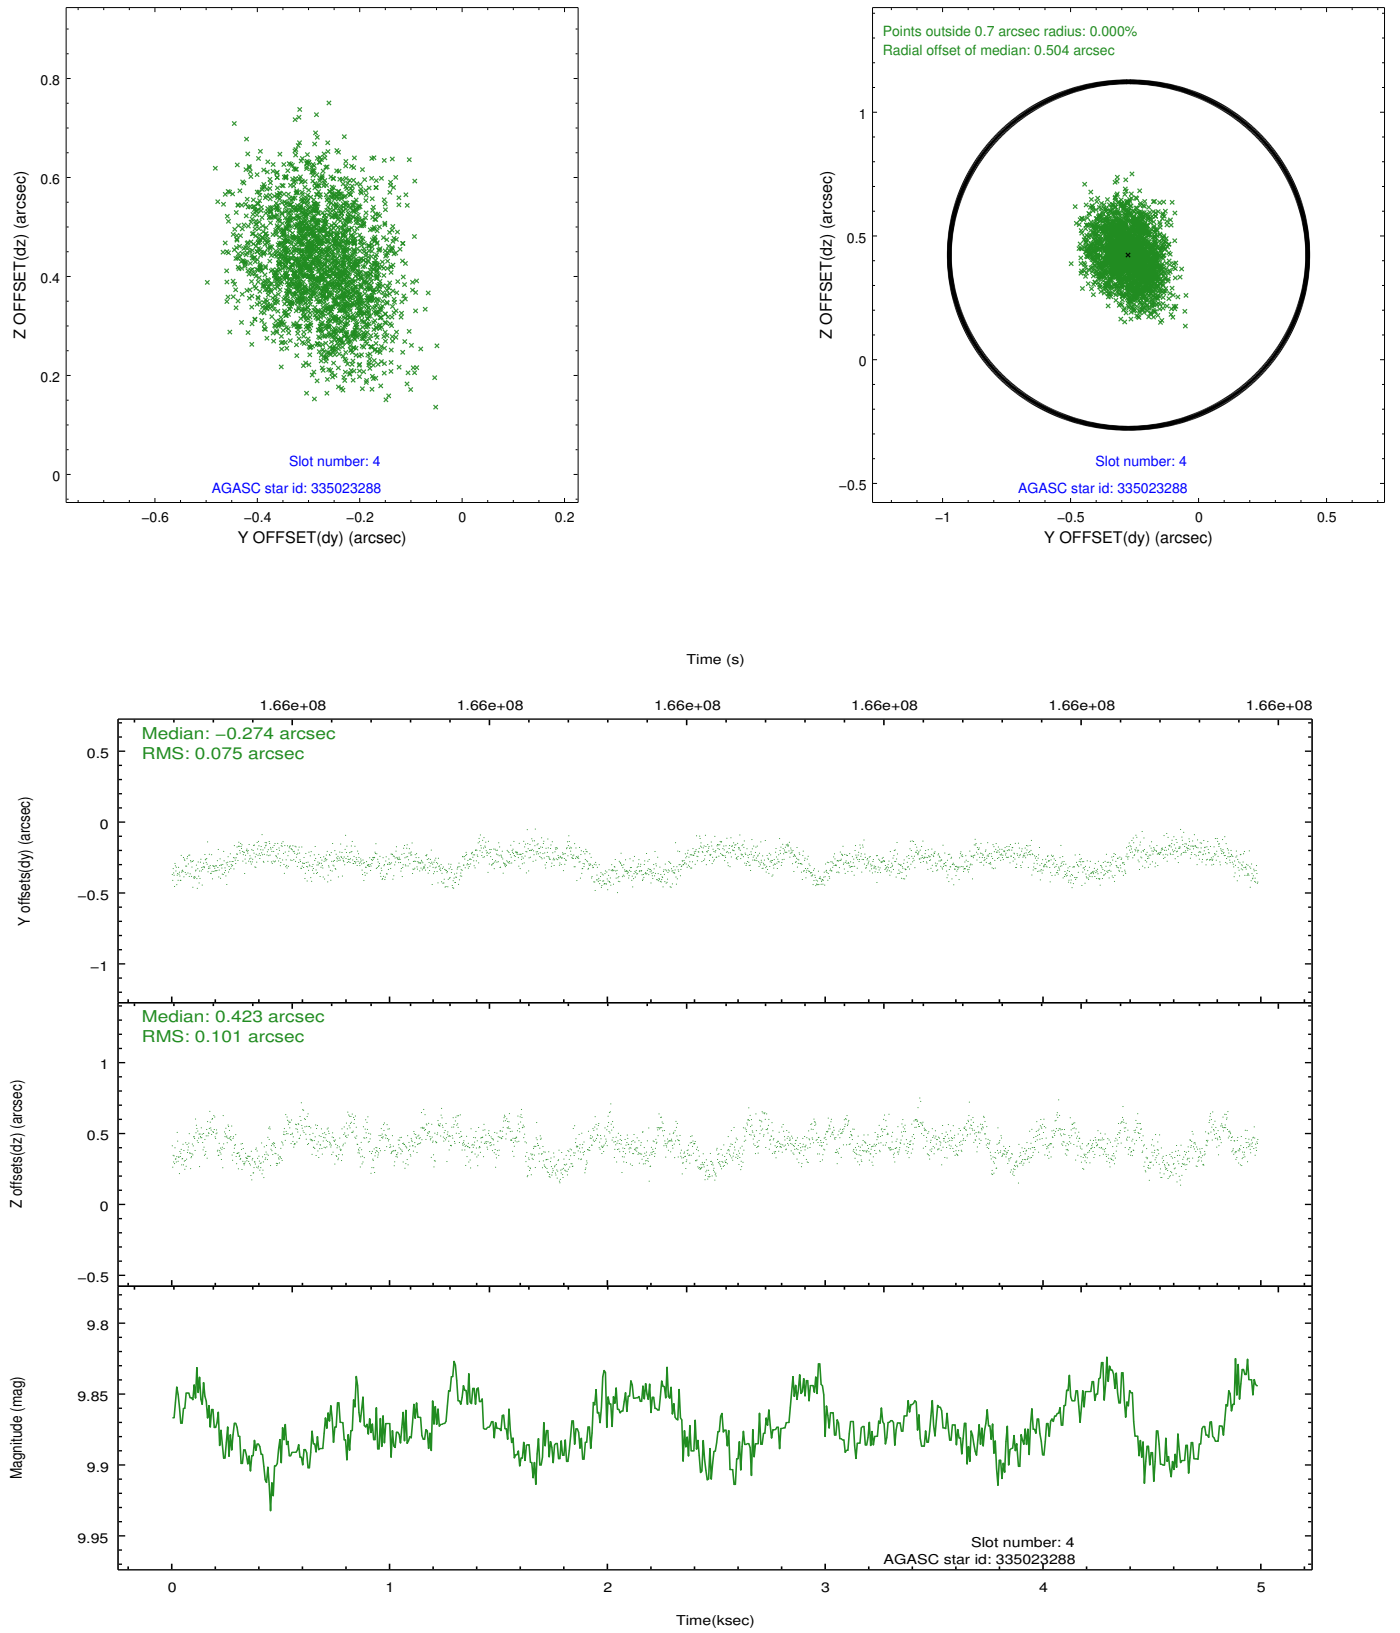 0.8
0.6
0.4
0.2
0
−0.6
−0.4
−0.2
0
0.2
Z OFFSET(dz) (arcsec)
Y OFFSET(dy) (arcsec)
Slot number: 4
AGASC star id: 335023288
Points outside 0.7 arcsec radius: 0.000%
Radial offset of median: 0.504 arcsec
1
0.5
0
−0.5
−1
−0.5
0
0.5
Z OFFSET(dz) (arcsec)
Y OFFSET(dy) (arcsec)
Slot number: 4
AGASC star id: 335023288
Time (s)
1.66e+08
1.66e+08
1.66e+08
1.66e+08
1.66e+08
1.66e+08
Median: −0.274 arcsec
RMS: 0.075 arcsec
0.5
0
−0.5
−1
Y offsets(dy) (arcsec)
Median: 0.423 arcsec
RMS: 0.101 arcsec
1
0.5
0
−0.5
Z offsets(dz) (arcsec)
9.8
9.85
9.9
9.95
Magnitude (mag)
Slot number: 4
AGASC star id: 335023288
0
1
2
3
4
5
Time(ksec)